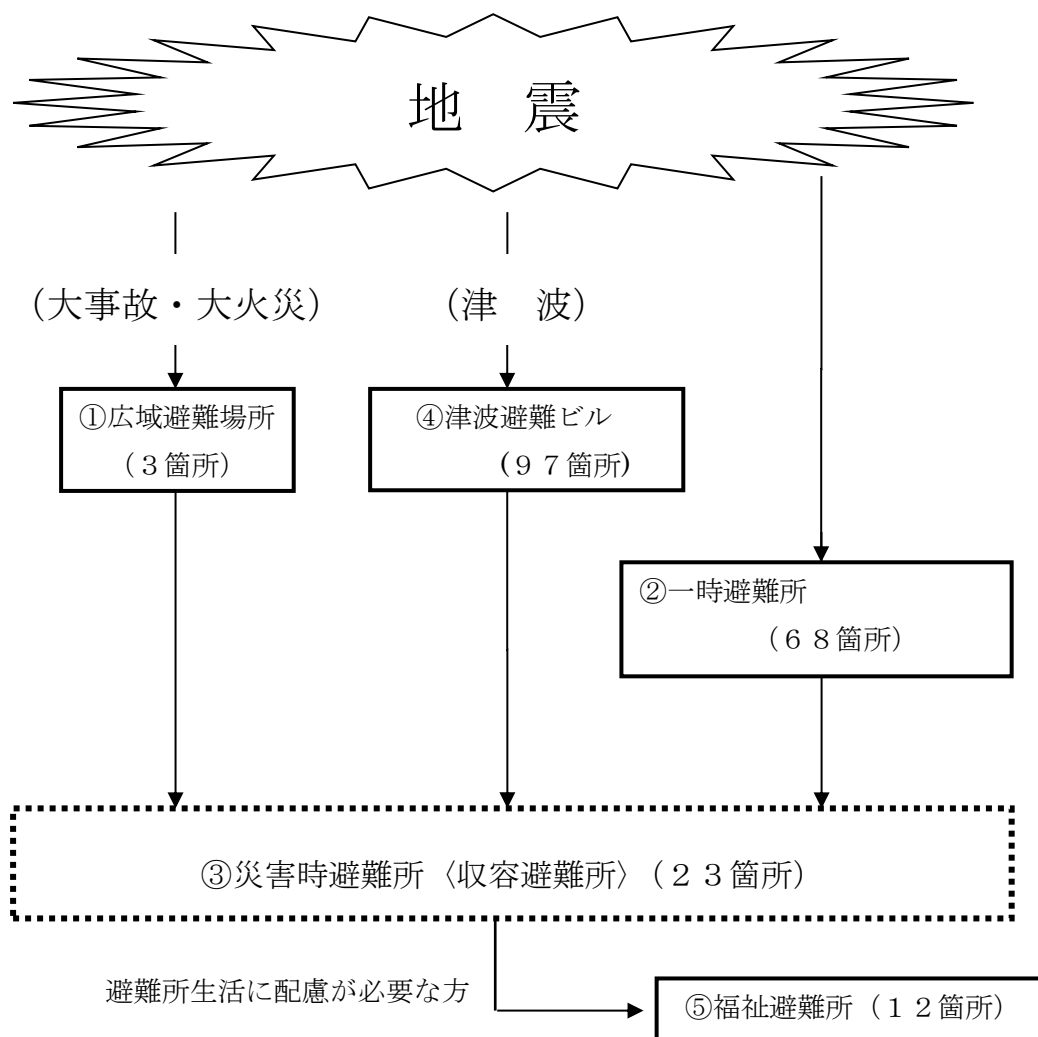 地　震
（大事故・大火災）
（津　波）
①広域避難場所
（３箇所）
④津波避難ビル
（９７箇所）
②一時避難所
（６８箇所）
③災害時避難所〈収容避難所〉（２３箇所）
避難所生活に配慮が必要な方
⑤福祉避難所（１２箇所）